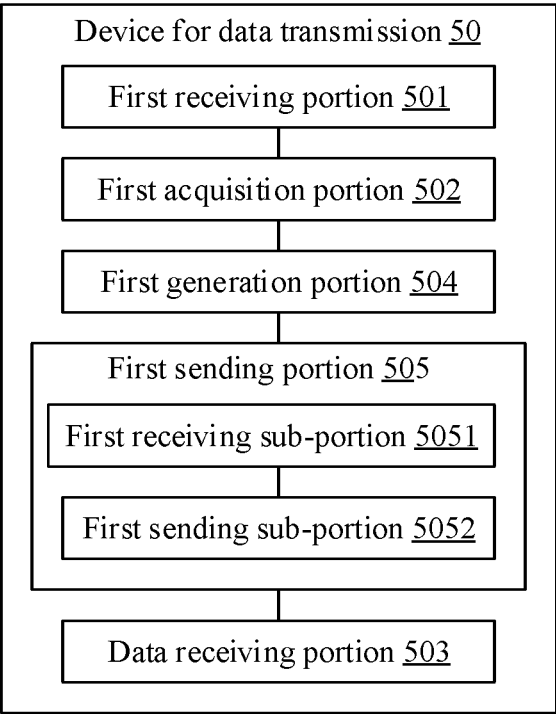 Device for data transmission 50
First receiving portion 501
First acquisition portion 502
First generation portion 504
First sending portion 505
First receiving sub-portion 5051
First sending sub-portion 5052
Data receiving portion 503